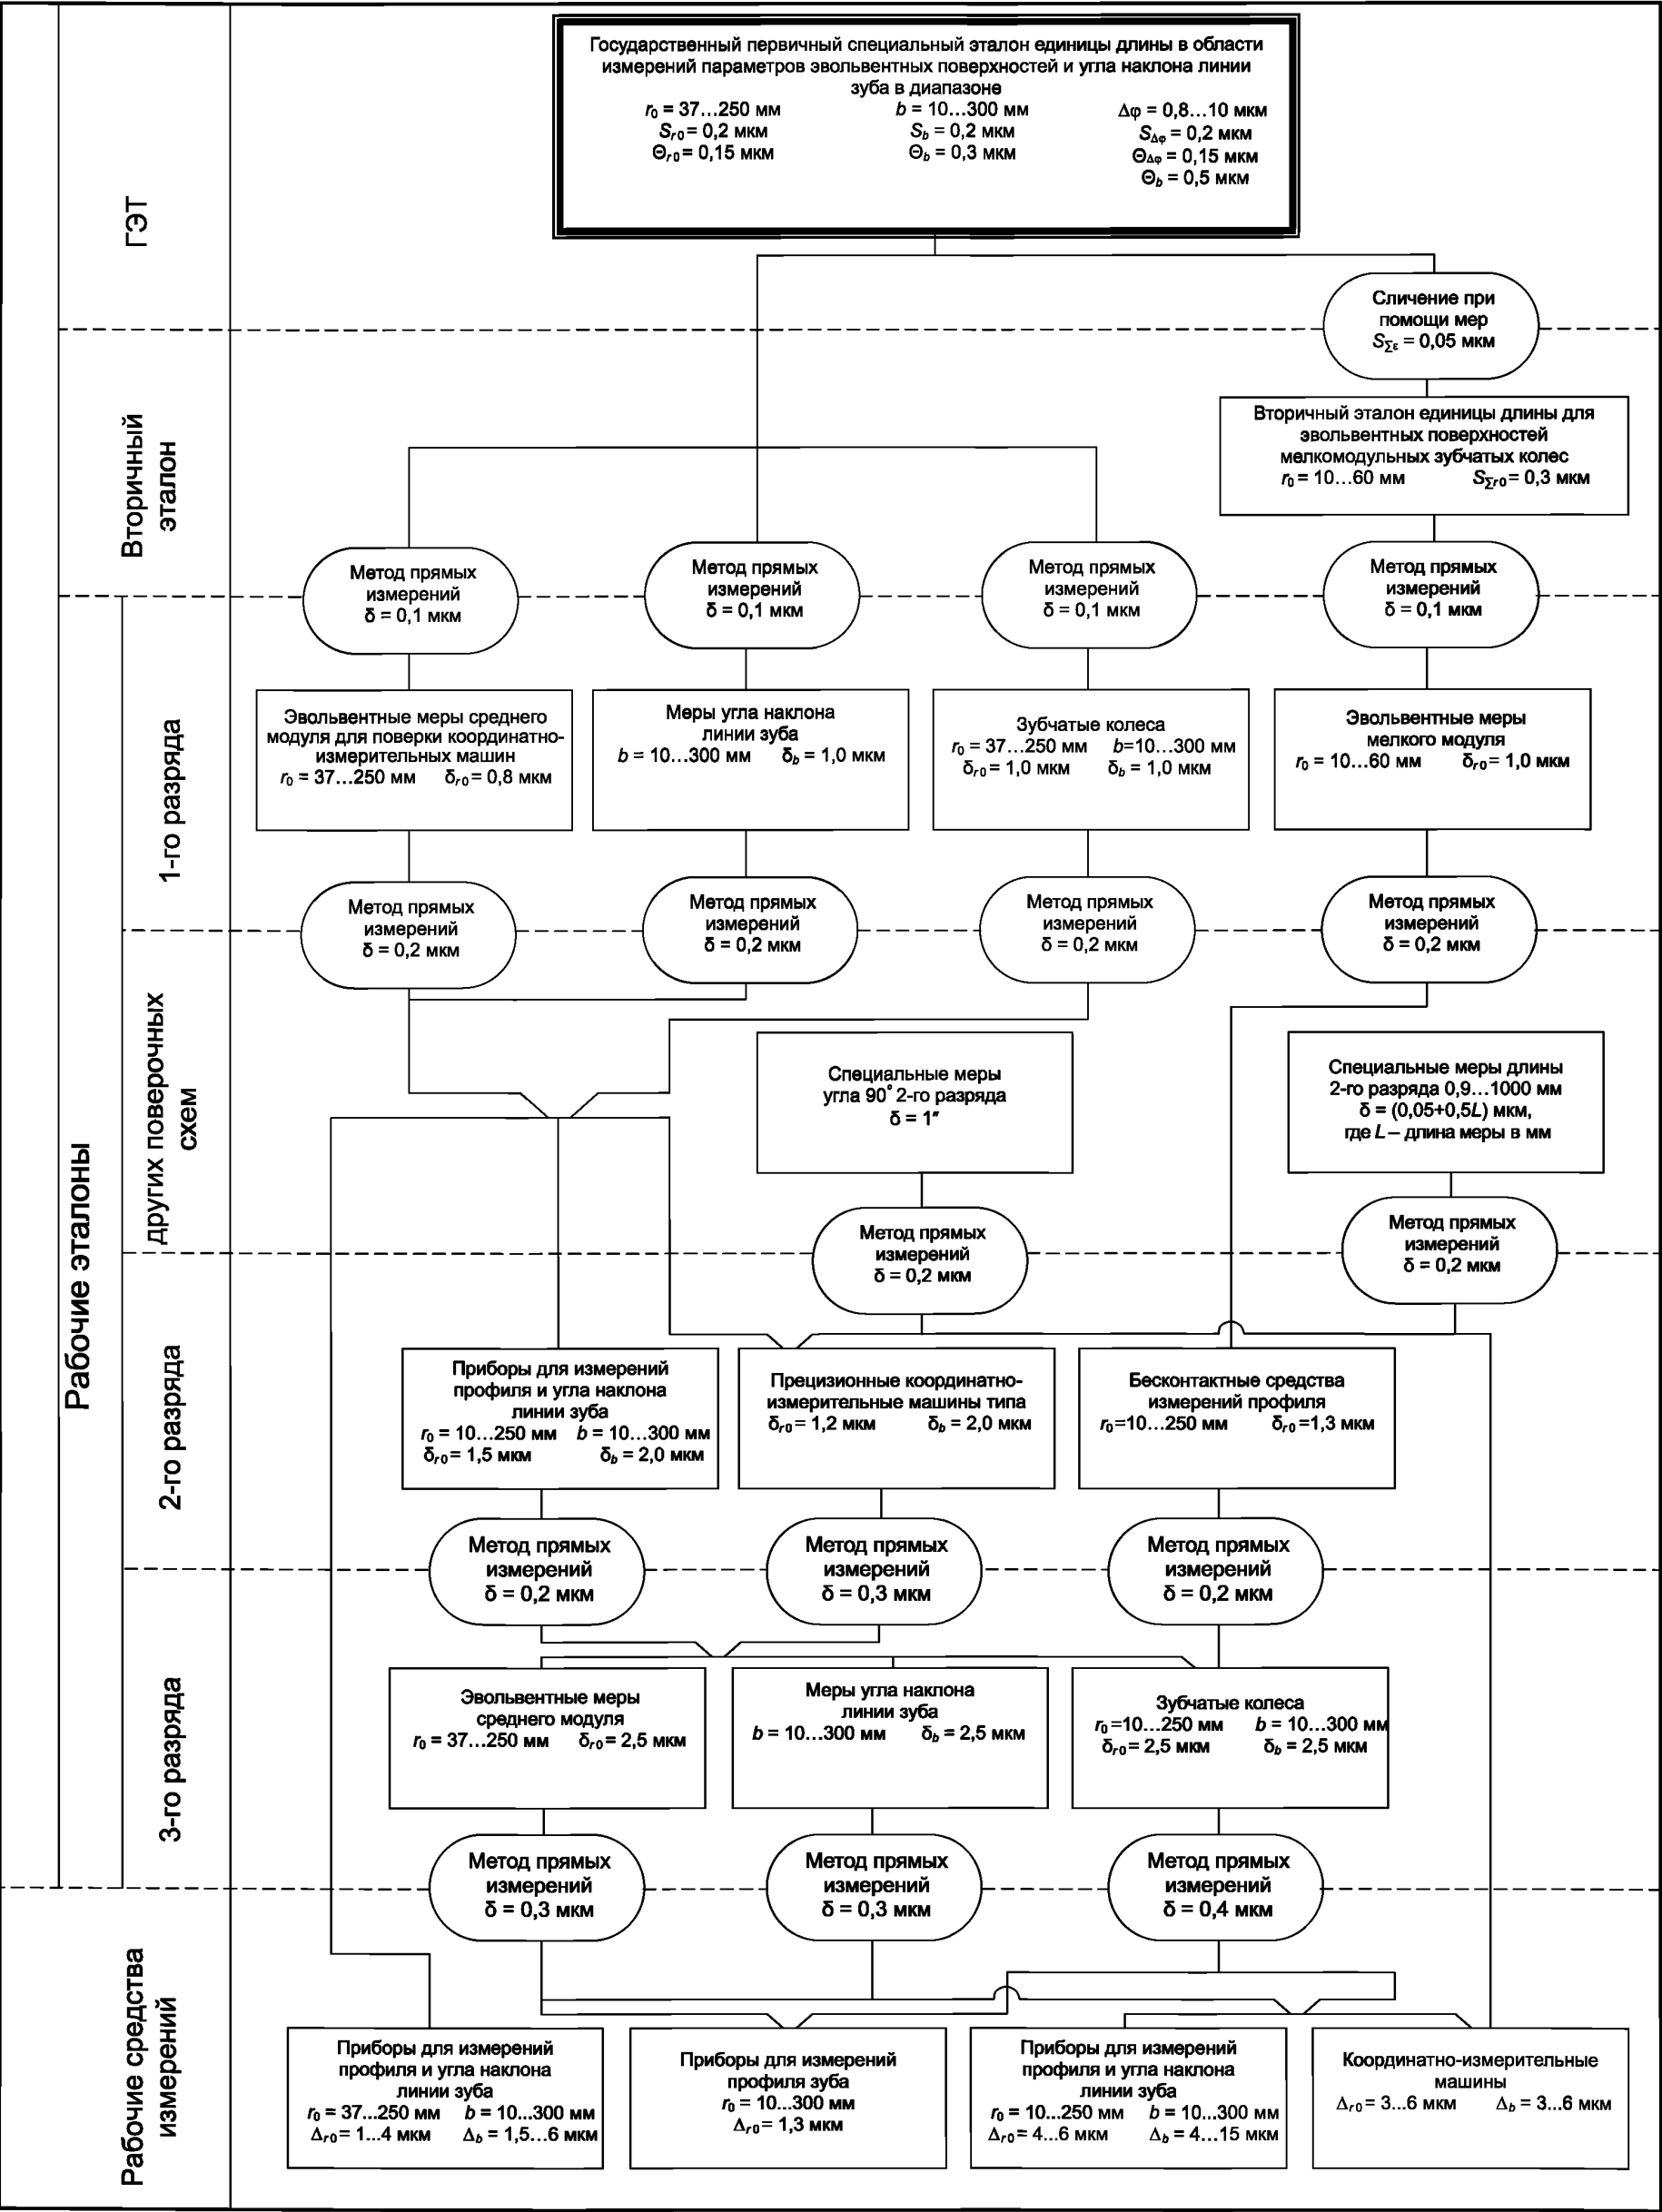 Государственный первичный специальный эталон единицы длины в области
измерений параметров эвольвентных поверхностей и угла наклона линии
зуба в диапазоне
r₀ = 37...250 мм b = 10...300 мм Δφ = 0,8...10 мкм
Sr₀ = 0,2 мкм Sb = 0,2 мкм SΔφ = 0,2 мкм
Θr₀ = 0,15 мкм Θb = 0,3 мкм ΘΔφ = 0,15 мкм
Θb = 0,5 мкм
ГЭТ
Сличение при
помощи мер
SΣε = 0,05 мкм
Вторичный
эталон
Вторичный эталон единицы длины для
эвольвентных поверхностей
мелкомодульных зубчатых колес
r₀ = 10...60 мм SΣr₀ = 0,3 мкм
Метод прямых
измерений
δ = 0,1 мкм
Метод прямых
измерений
δ = 0,1 мкм
Метод прямых
измерений
δ = 0,1 мкм
Метод прямых
измерений
δ = 0,1 мкм
Рабочие эталоны
1-го разряда
Эвольвентные меры среднего
модуля для поверки координатно-
измерительных машин
r₀ = 37...250 мм δr₀ = 0,8 мкм
Меры угла наклона
линии зуба
b = 10...300 мм δb = 1,0 мкм
Зубчатые колеса
r₀ = 37...250 мм b=10...300 мм
δr₀ = 1,0 мкм δb = 1,0 мкм
Эвольвентные меры
мелкого модуля
r₀ = 10...60 мм δr₀ = 1,0 мкм
Метод прямых
измерений
δ = 0,2 мкм
Метод прямых
измерений
δ = 0,2 мкм
Метод прямых
измерений
δ = 0,2 мкм
Метод прямых
измерений
δ = 0,2 мкм
других поверочных
схем
Специальные меры
угла 90° 2-го разряда
δ = 1″
Специальные меры длины
2-го разряда 0,9...1000 мм
δ = (0,05+0,5L) мкм,
где L – длина меры в мм
Метод прямых
измерений
δ = 0,2 мкм
Метод прямых
измерений
δ = 0,2 мкм
2-го разряда
Приборы для измерений
профиля и угла наклона
линии зуба
r₀ = 10...250 мм b = 10...300 мм
δr₀ = 1,5 мкм δb = 2,0 мкм
Прецизионные координатно-
измерительные машины типа
δr₀ = 1,2 мкм δb = 2,0 мкм
Бесконтактные средства
измерений профиля
r₀=10...250 мм δr₀ =1,3 мкм
Метод прямых
измерений
δ = 0,2 мкм
Метод прямых
измерений
δ = 0,3 мкм
Метод прямых
измерений
δ = 0,2 мкм
3-го разряда
Эвольвентные меры
среднего модуля
r₀ = 37...250 мм δr₀ = 2,5 мкм
Меры угла наклона
линии зуба
b = 10...300 мм δb = 2,5 мкм
Зубчатые колеса
r₀ =10...250 мм b = 10...300 мм
δr₀ = 2,5 мкм δb = 2,5 мкм
Метод прямых
измерений
δ = 0,3 мкм
Метод прямых
измерений
δ = 0,3 мкм
Метод прямых
измерений
δ = 0,4 мкм
Рабочие средства
измерений
Приборы для измерений
профиля и угла наклона
линии зуба
r₀ = 37...250 мм b = 10...300 мм
Δr₀ = 1...4 мкм Δb = 1,5...6 мкм
Приборы для измерений
профиля зуба
r₀ = 10...300 мм
Δr₀ = 1,3 мкм
Приборы для измерений
профиля и угла наклона
линии зуба
r₀ = 10...250 мм b = 10...300 мм
Δr₀ = 4...6 мкм Δb = 4...15 мкм
Координатно-измерительные
машины
Δr₀ = 3...6 мкм Δb = 3...6 мкм